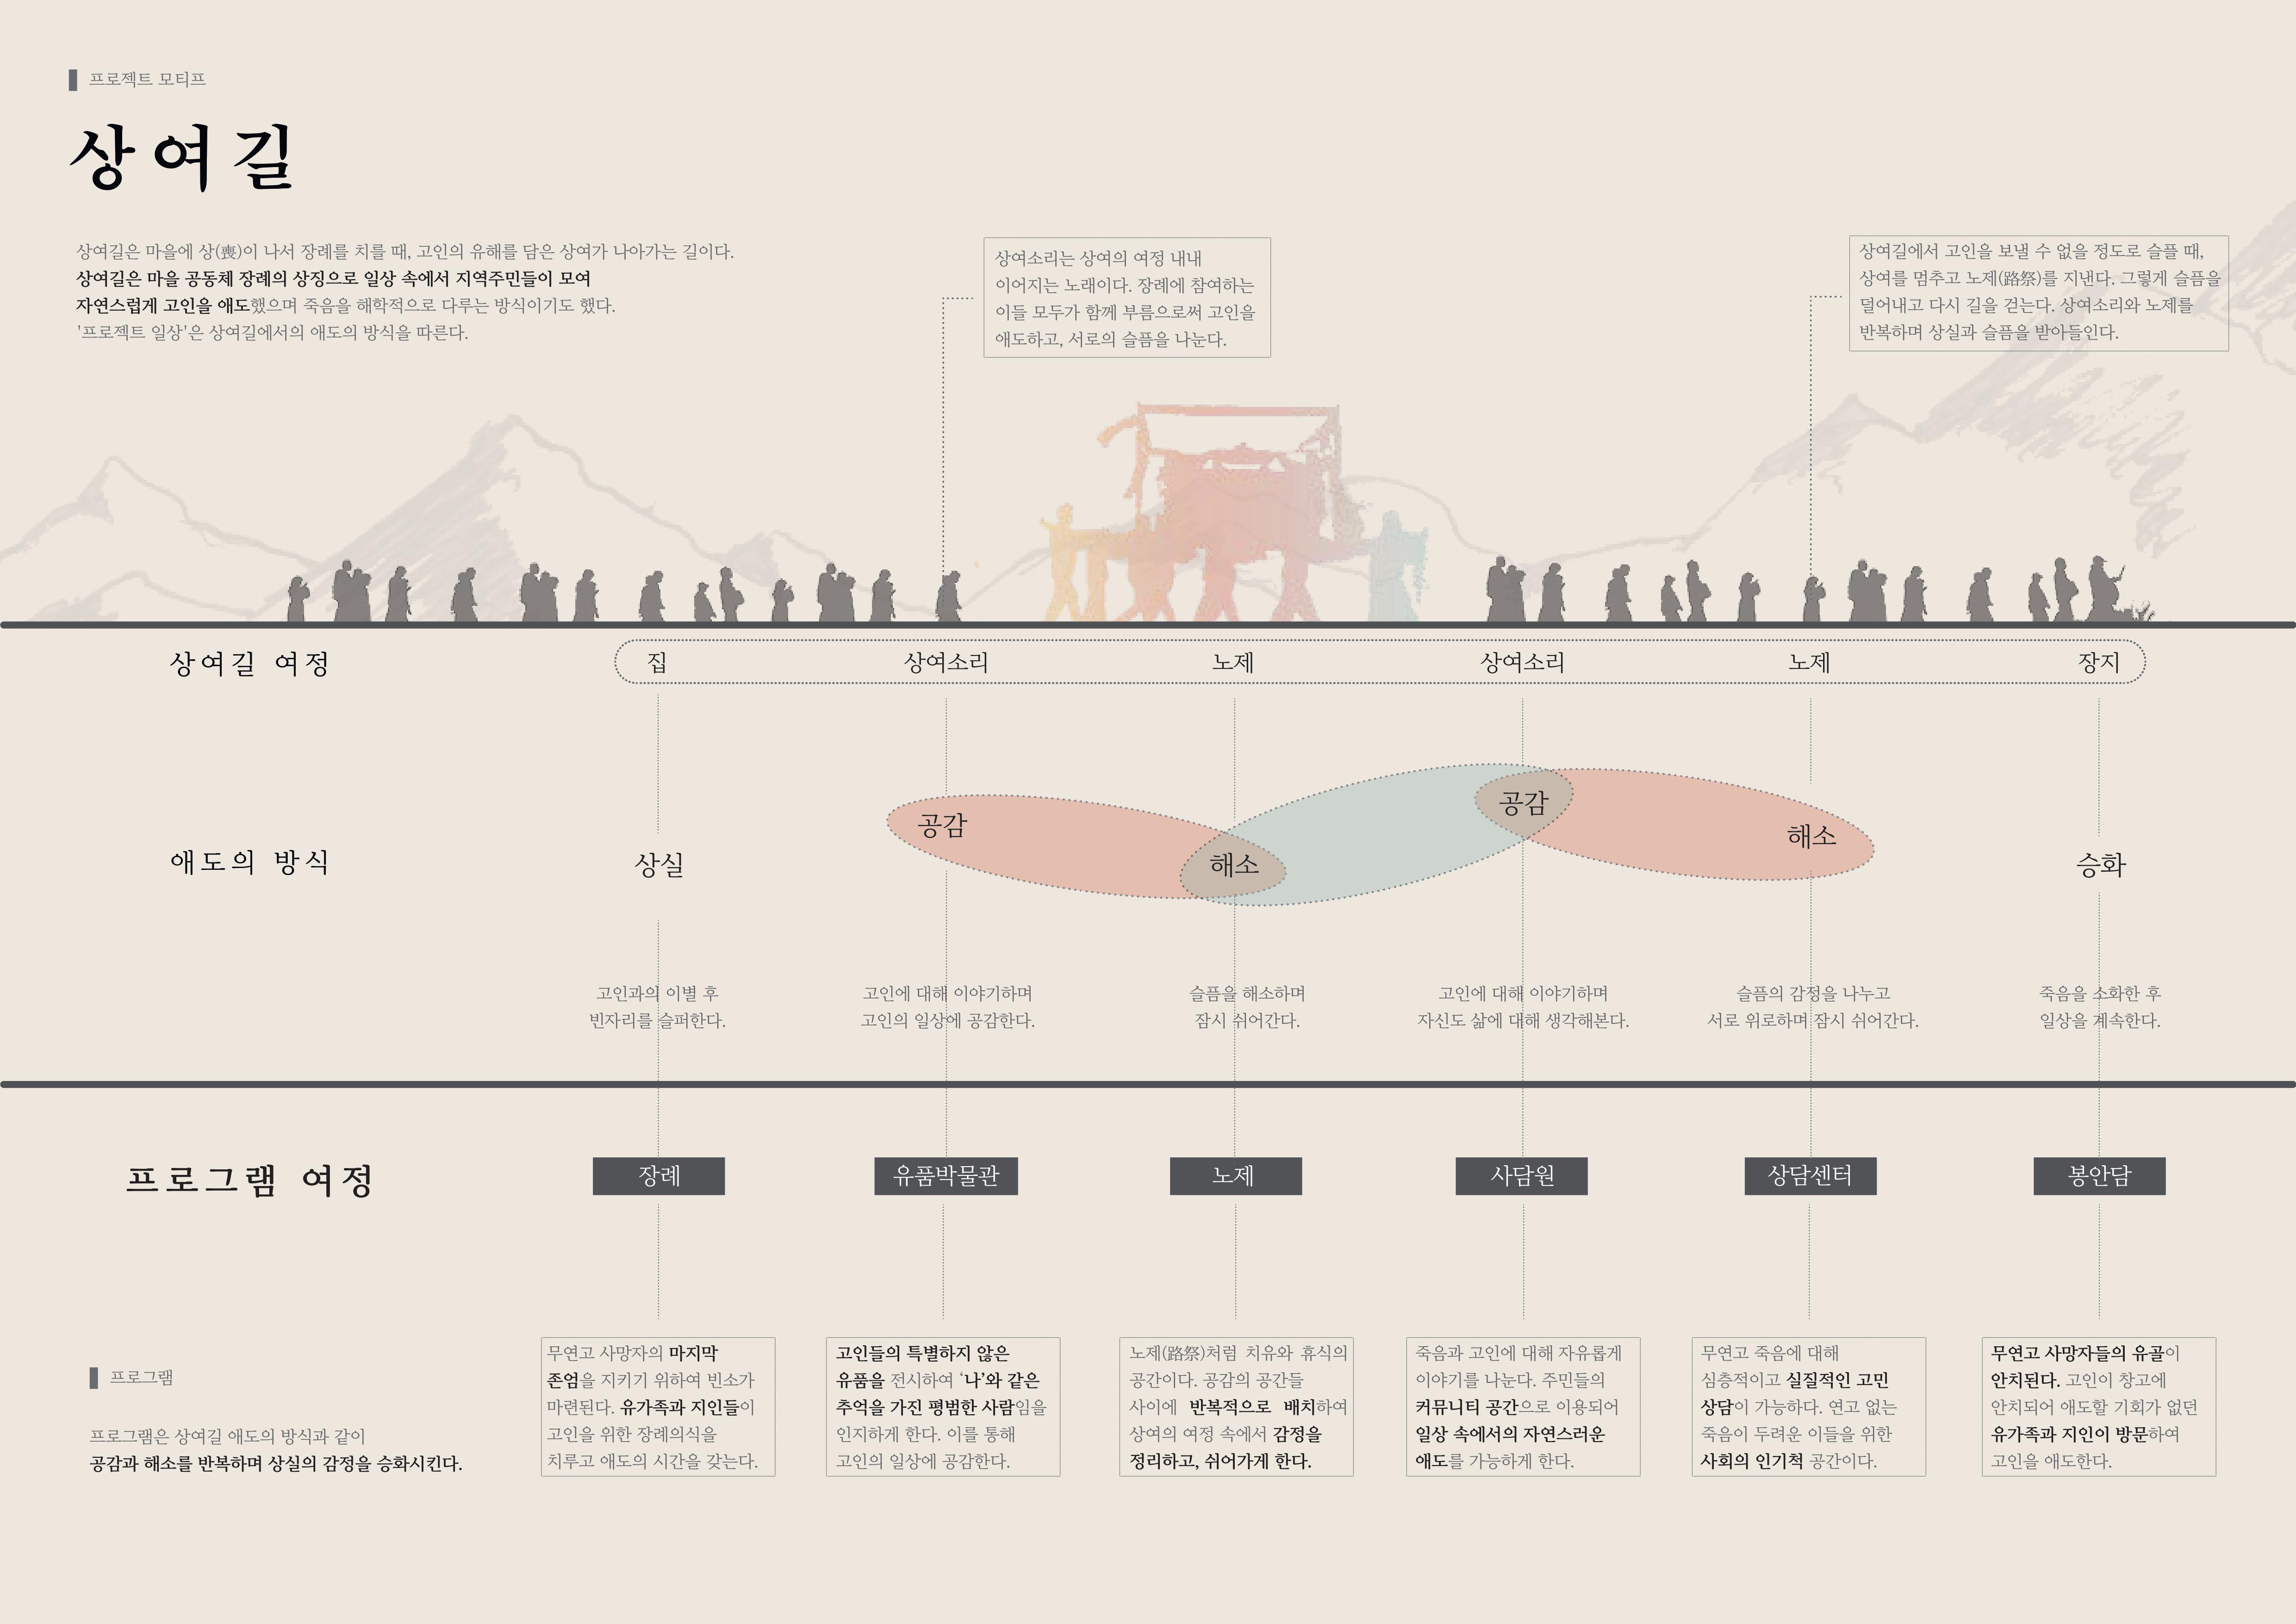 프로젝트 모티프
상여길
상여길은 마을에 상(喪)이 나서 장례를 치를 때, 고인의 유해를 담은 상여가 나아가는 길이다.
상여길은 마을 공동체 장례의 상징으로 일상 속에서 지역주민들이 모여
자연스럽게 고인을 애도했으며 죽음을 해학적으로 다루는 방식이기도 했다.
'프로젝트 일상'은 상여길에서의 애도의 방식을 따른다.
상여소리는 상여의 여정 내내
이어지는 노래이다. 장례에 참여하는
이들 모두가 함께 부름으로써 고인을
애도하고, 서로의 슬픔을 나눈다.
상여길에서 고인을 보낼 수 없을 정도로 슬플 때,
상여를 멈추고 노제(路祭)를 지낸다. 그렇게 슬픔을
덜어내고 다시 길을 걷는다. 상여소리와 노제를
반복하며 상실과 슬픔을 받아들인다.
상여길 여정
집
상여소리
노제
상여소리
노제
장지
애도의 방식
상실
공감
해소
공감
해소
승화
고인과의 이별 후
빈자리를 슬퍼한다.
고인에 대해 이야기하며
고인의 일상에 공감한다.
슬픔을 해소하며
잠시 쉬어간다.
고인에 대해 이야기하며
자신도 삶에 대해 생각해본다.
슬픔의 감정을 나누고
서로 위로하며 잠시 쉬어간다.
죽음을 소화한 후
일상을 계속한다.
프로그램 여정
장례
유품박물관
노제
사담원
상담센터
봉안담
프로그램
프로그램은 상여길 애도의 방식과 같이
공감과 해소를 반복하며 상실의 감정을 승화시킨다.
무연고 사망자의 마지막
존엄을 지키기 위하여 빈소가
마련된다. 유가족과 지인들이
고인을 위한 장례의식을
치루고 애도의 시간을 갖는다.
고인들의 특별하지 않은
유품을 전시하여 '나'와 같은
추억을 가진 평범한 사람임을
인지하게 한다. 이를 통해
고인의 일상에 공감한다.
노제(路祭)처럼 치유와 휴식의
공간이다. 공감의 공간들
사이에 반복적으로 배치하여
상여의 여정 속에서 감정을
정리하고, 쉬어가게 한다.
죽음과 고인에 대해 자유롭게
이야기를 나눈다. 주민들의
커뮤니티 공간으로 이용되어
일상 속에서의 자연스러운
애도를 가능하게 한다.
무연고 죽음에 대해
심층적이고 실질적인 고민
상담이 가능하다. 연고 없는
죽음이 두려운 이들을 위한
사회의 인기척 공간이다.
무연고 사망자들의 유골이
안치된다. 고인이 창고에
안치되어 애도할 기회가 없던
유가족과 지인이 방문하여
고인을 애도한다.